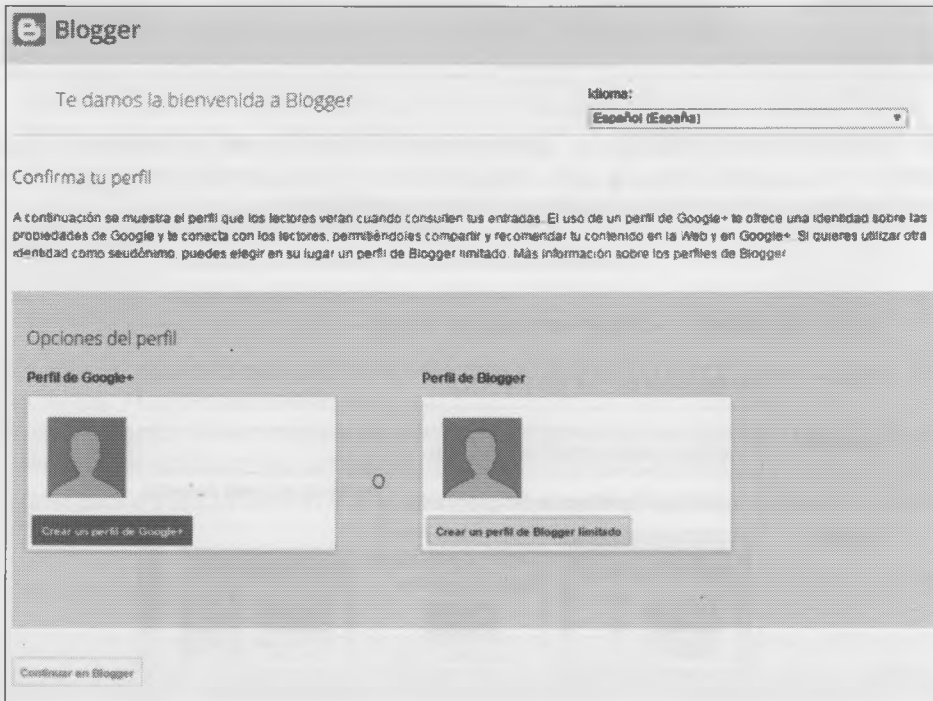 Blogger
Te damos la bienvenida a Blogger
Idioma:
Español (España)
Confirma tu perfil
A continuación se muestra el perfil que los lectores verán cuando consulten tus entradas. El uso de un perfil de Google+ te ofrece una identidad sobre las
propiedades de Google y te conecta con los lectores, permitiéndoles compartir y recomendar tu contenido en la Web y en Google+. Si quieres utilizar otra
identidad como seudónimo, puedes elegir en su lugar un perfil de Blogger limitado. Más información sobre los perfiles de Blogger
Opciones del perfil
Perfil de Google+
Perfil de Blogger
O
Crear un perfil de Google+
Crear un perfil de Blogger limitado
Continuar en Blogger